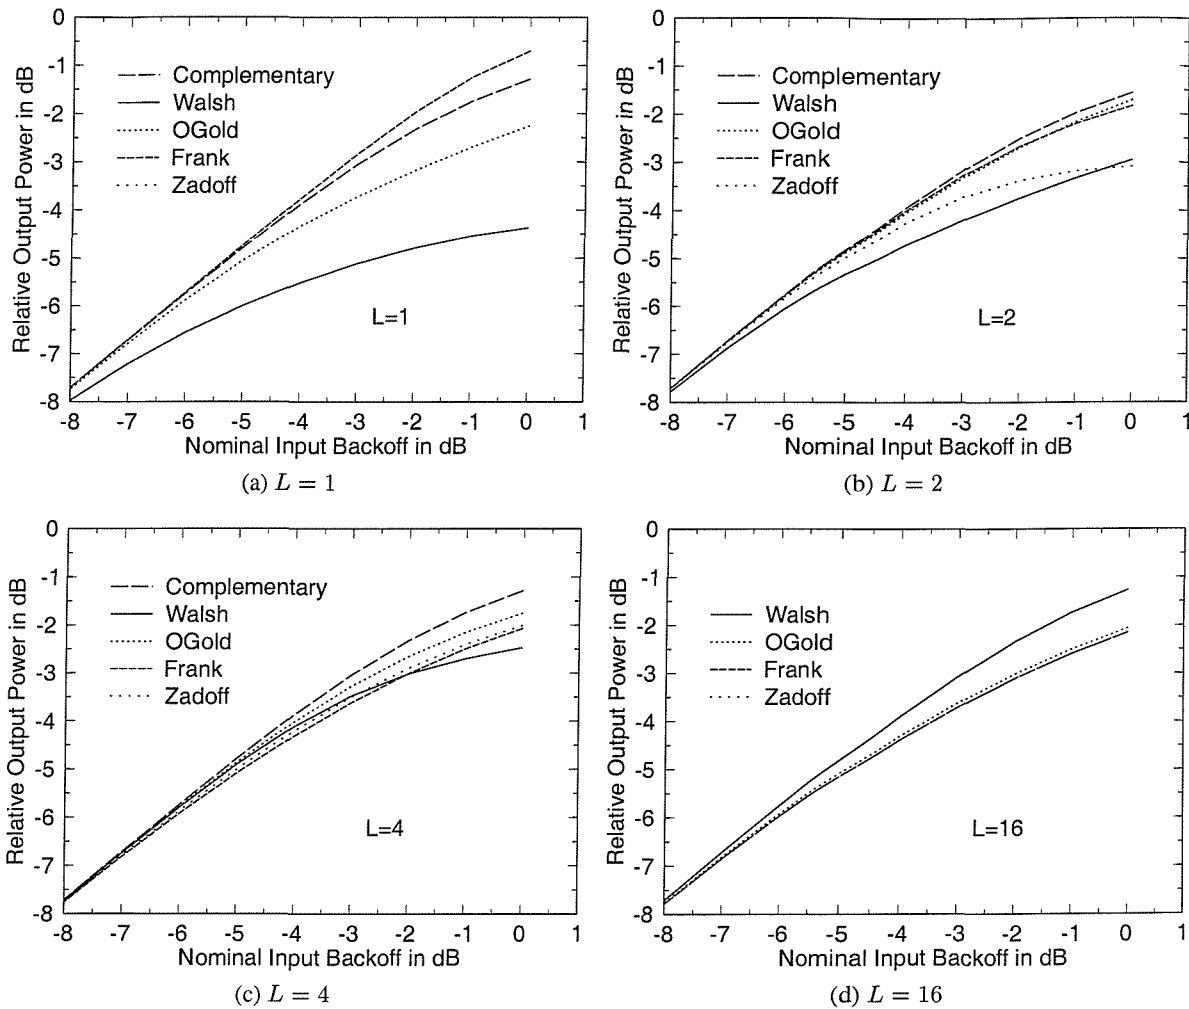 Relative Output Power in dB
0
-1
-2
-3
-4
-5
-6
-7
-8
Complementary
Walsh
OGold
Frank
Zadoff
L=1
-8 -7 -6 -5 -4 -3 -2 -1 0 1
Nominal Input Backoff in dB
(a) L = 1
Relative Output Power in dB
0
-1
-2
-3
-4
-5
-6
-7
-8
Complementary
Walsh
OGold
Frank
Zadoff
L=2
-8 -7 -6 -5 -4 -3 -2 -1 0 1
Nominal Input Backoff in dB
(b) L = 2
Relative Output Power in dB
0
-1
-2
-3
-4
-5
-6
-7
-8
Complementary
Walsh
OGold
Frank
Zadoff
L=4
-8 -7 -6 -5 -4 -3 -2 -1 0 1
Nominal Input Backoff in dB
(c) L = 4
Relative Output Power in dB
0
-1
-2
-3
-4
-5
-6
-7
-8
Walsh
OGold
Frank
Zadoff
L=16
-8 -7 -6 -5 -4 -3 -2 -1 0 1
Nominal Input Backoff in dB
(d) L = 16